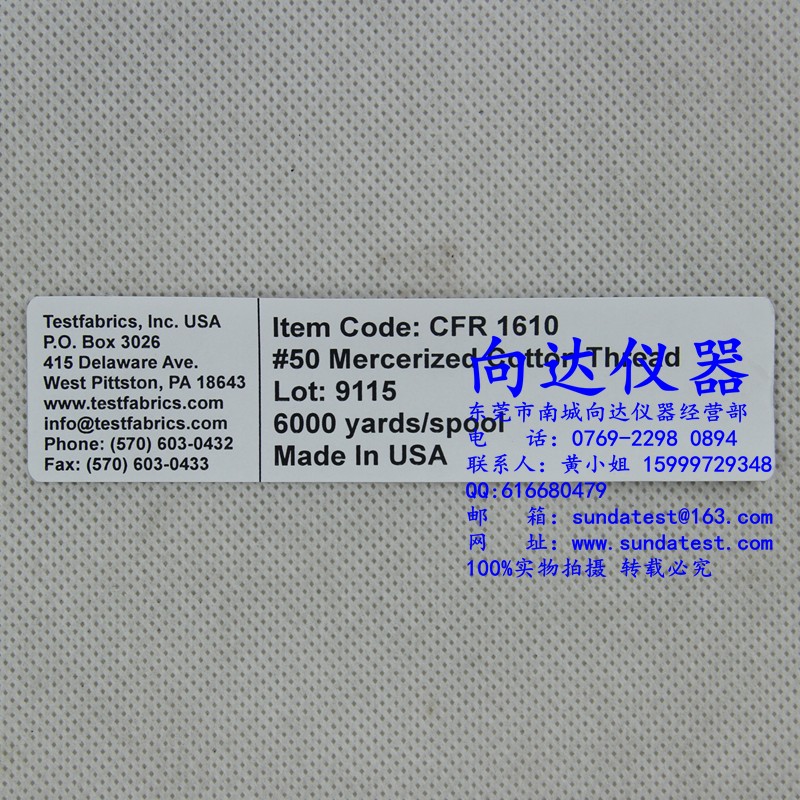 Testfabrics, Inc. USA
P.O. Box 3026
415 Delaware Ave.
West Pittston, PA 18643
www.testfabrics.com
info@testfabrics.com
Phone: (570) 603-0432
Fax: (570) 603-0433
Item Code: CFR 1610
#50 Mercerized Cotton Thread
Lot: 9115
6000 yards/spool
Made In USA
向达仪器
东莞市南城向达仪器经营部
电 话: 0769-2298 0894
联系人: 黄小姐 15999729348
QQ:616680479
邮 箱: sundatest@163.com
网 址: www.sundatest.com
100%实物拍摄 转载必究